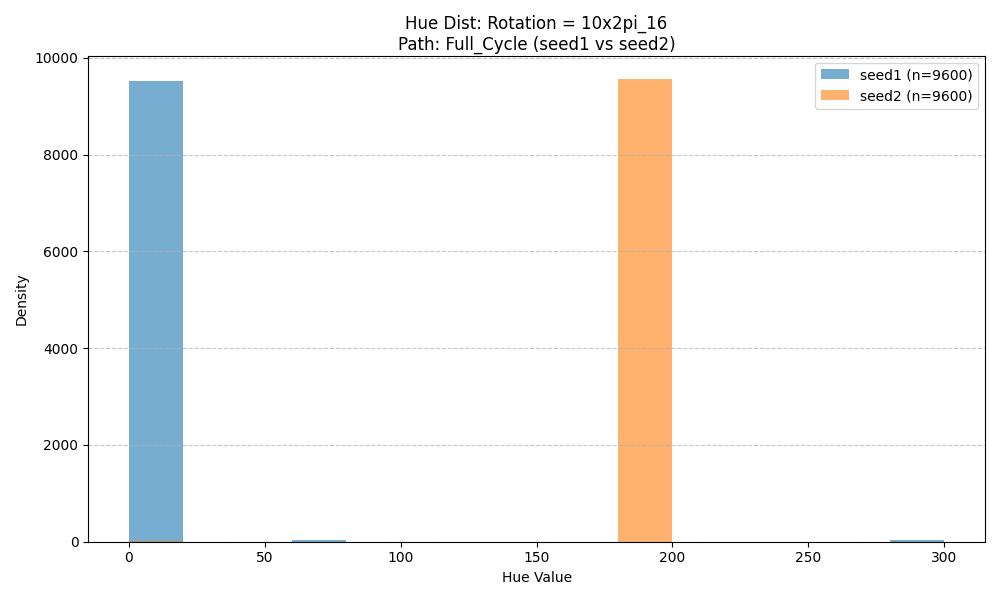 Hue Dist: Rotation = 10x2pi_16
Path: Full_Cycle (seed1 vs seed2)
seed1 (n=9600)
seed2 (n=9600)
Density
10000
8000
6000
4000
2000
0
0 50 100 150 200 250 300
Hue Value